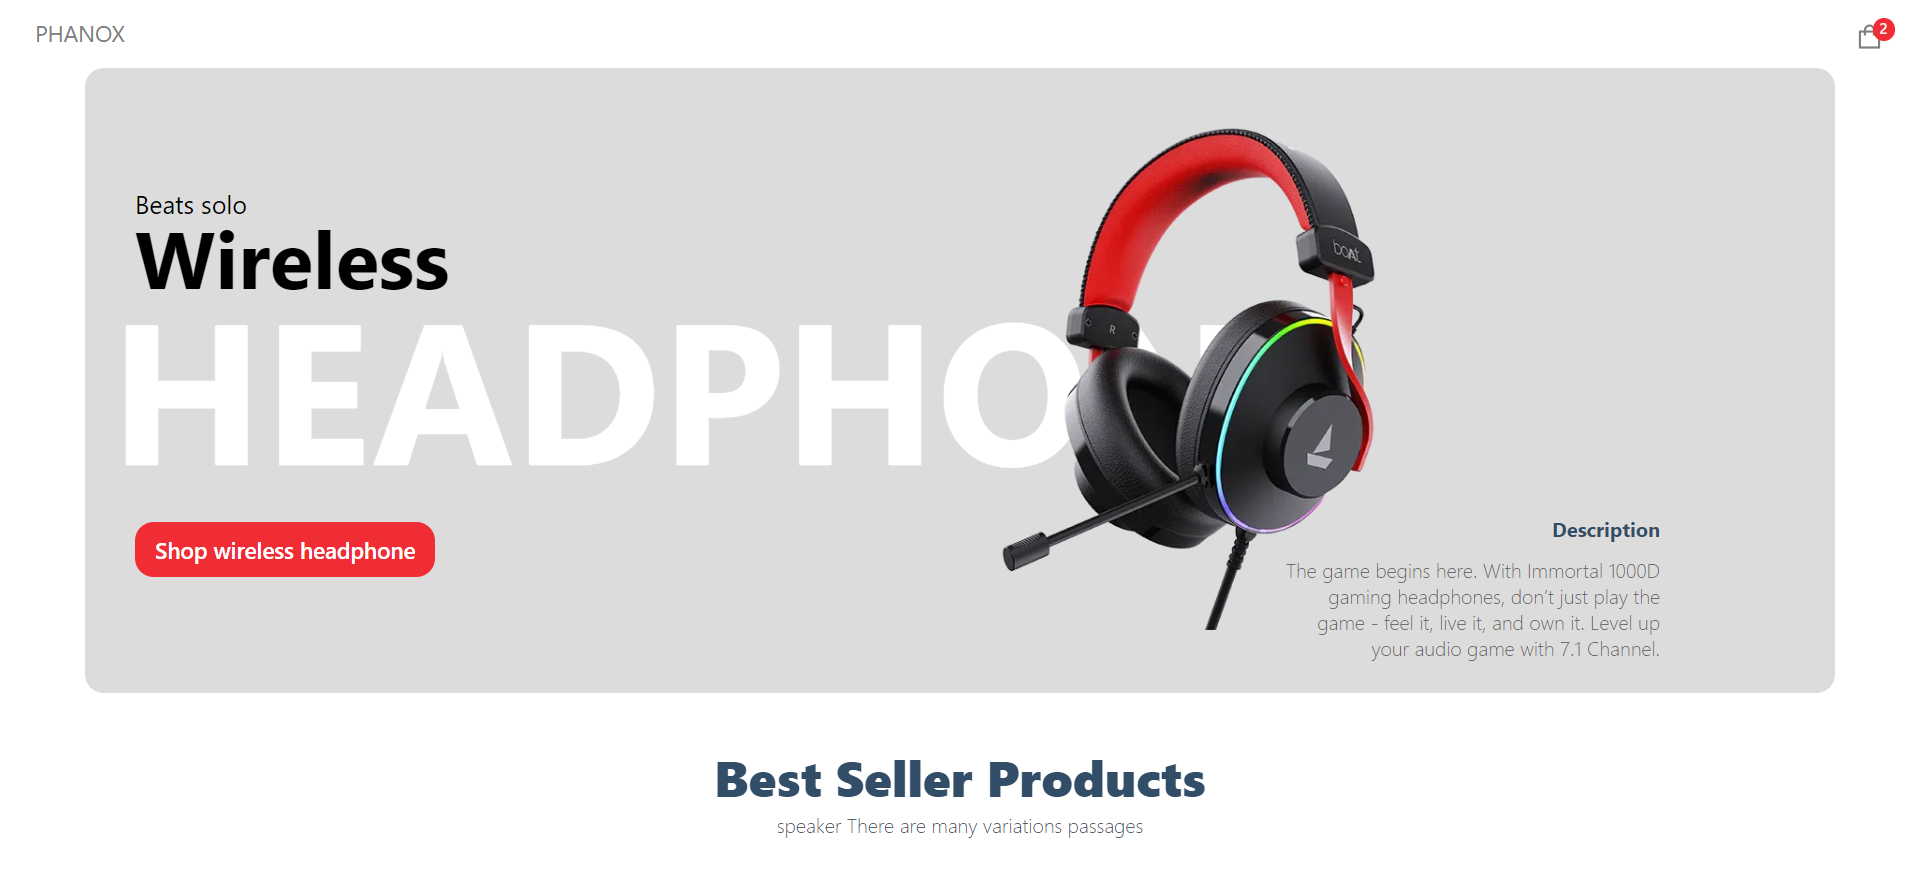 PHANOX
2
Beats solo
Wireless
HEADPHON
boAt
R
Shop wireless headphone
Description
The game begins here. With Immortal 1000D
gaming headphones, don’t just play the
game - feel it, live it, and own it. Level up
your audio game with 7.1 Channel.
Best Seller Products
speaker There are many variations passages